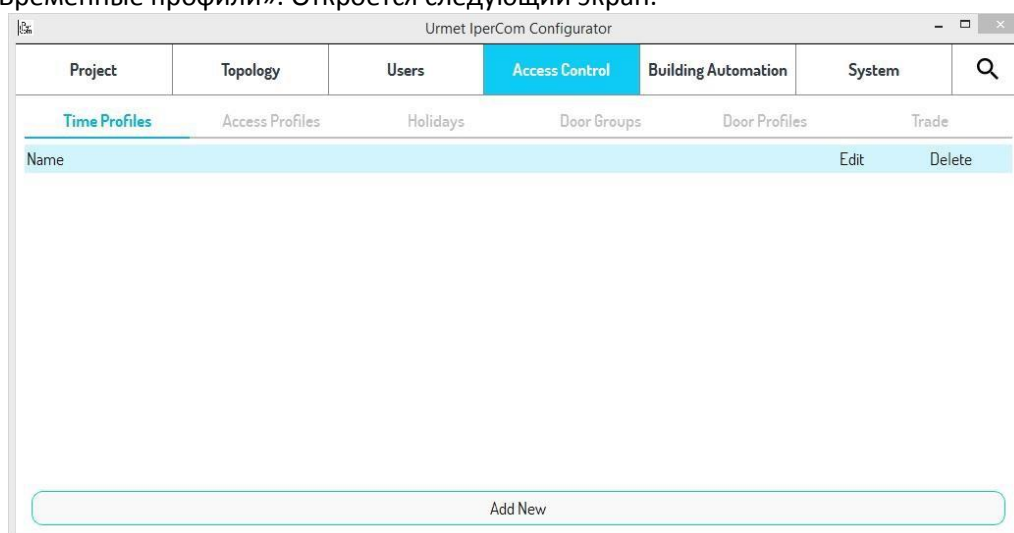 Временные профили». Откроется следующий экран:
Urmet IperCom Configurator
Project Topology Users Access Control Building Automation System
Time Profiles Access Profiles Holidays Door Groups Door Profiles Trade
Name Edit Delete
Add New